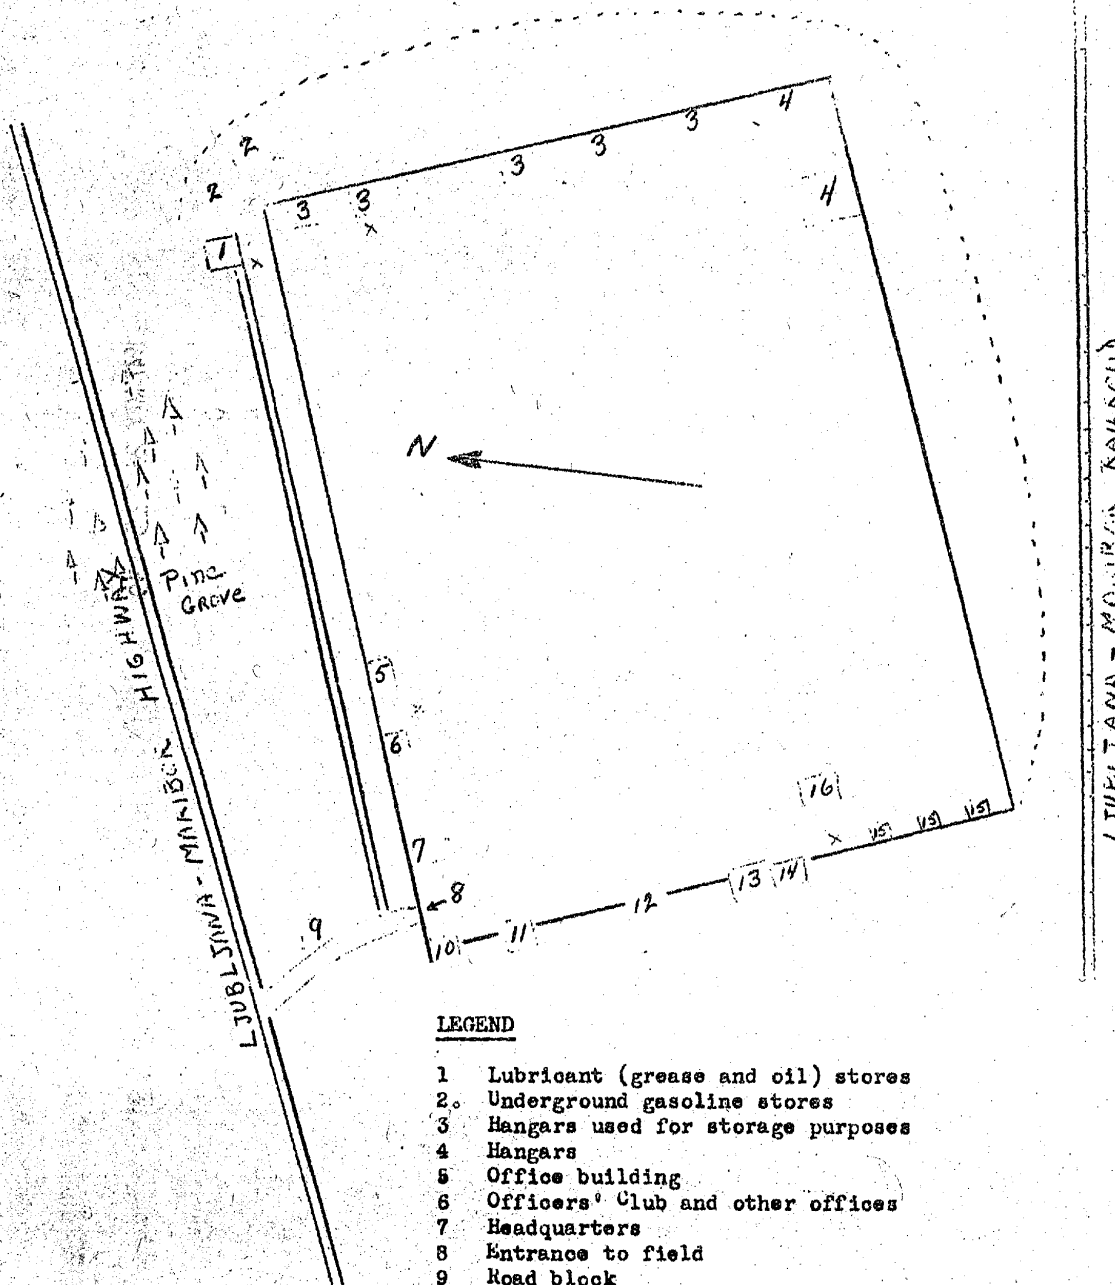 2
2
3
3
3
3
3
4
4
1
x
x
N
Pine
GROVE
HIGHWAY
LJUBLJANA - MARIBOR
5
6
7
8
9
10
11
12
13
14
15
15
15
16
x
LJUBLJANA - MARIBOR RAILROAD
LEGEND
1 Lubricant (grease and oil) stores
2. Underground gasoline stores
3 Hangars used for storage purposes
4 Hangars
5 Office building
6 Officers' Club and other offices
7 Headquarters
8 Entrance to field
9 Road block